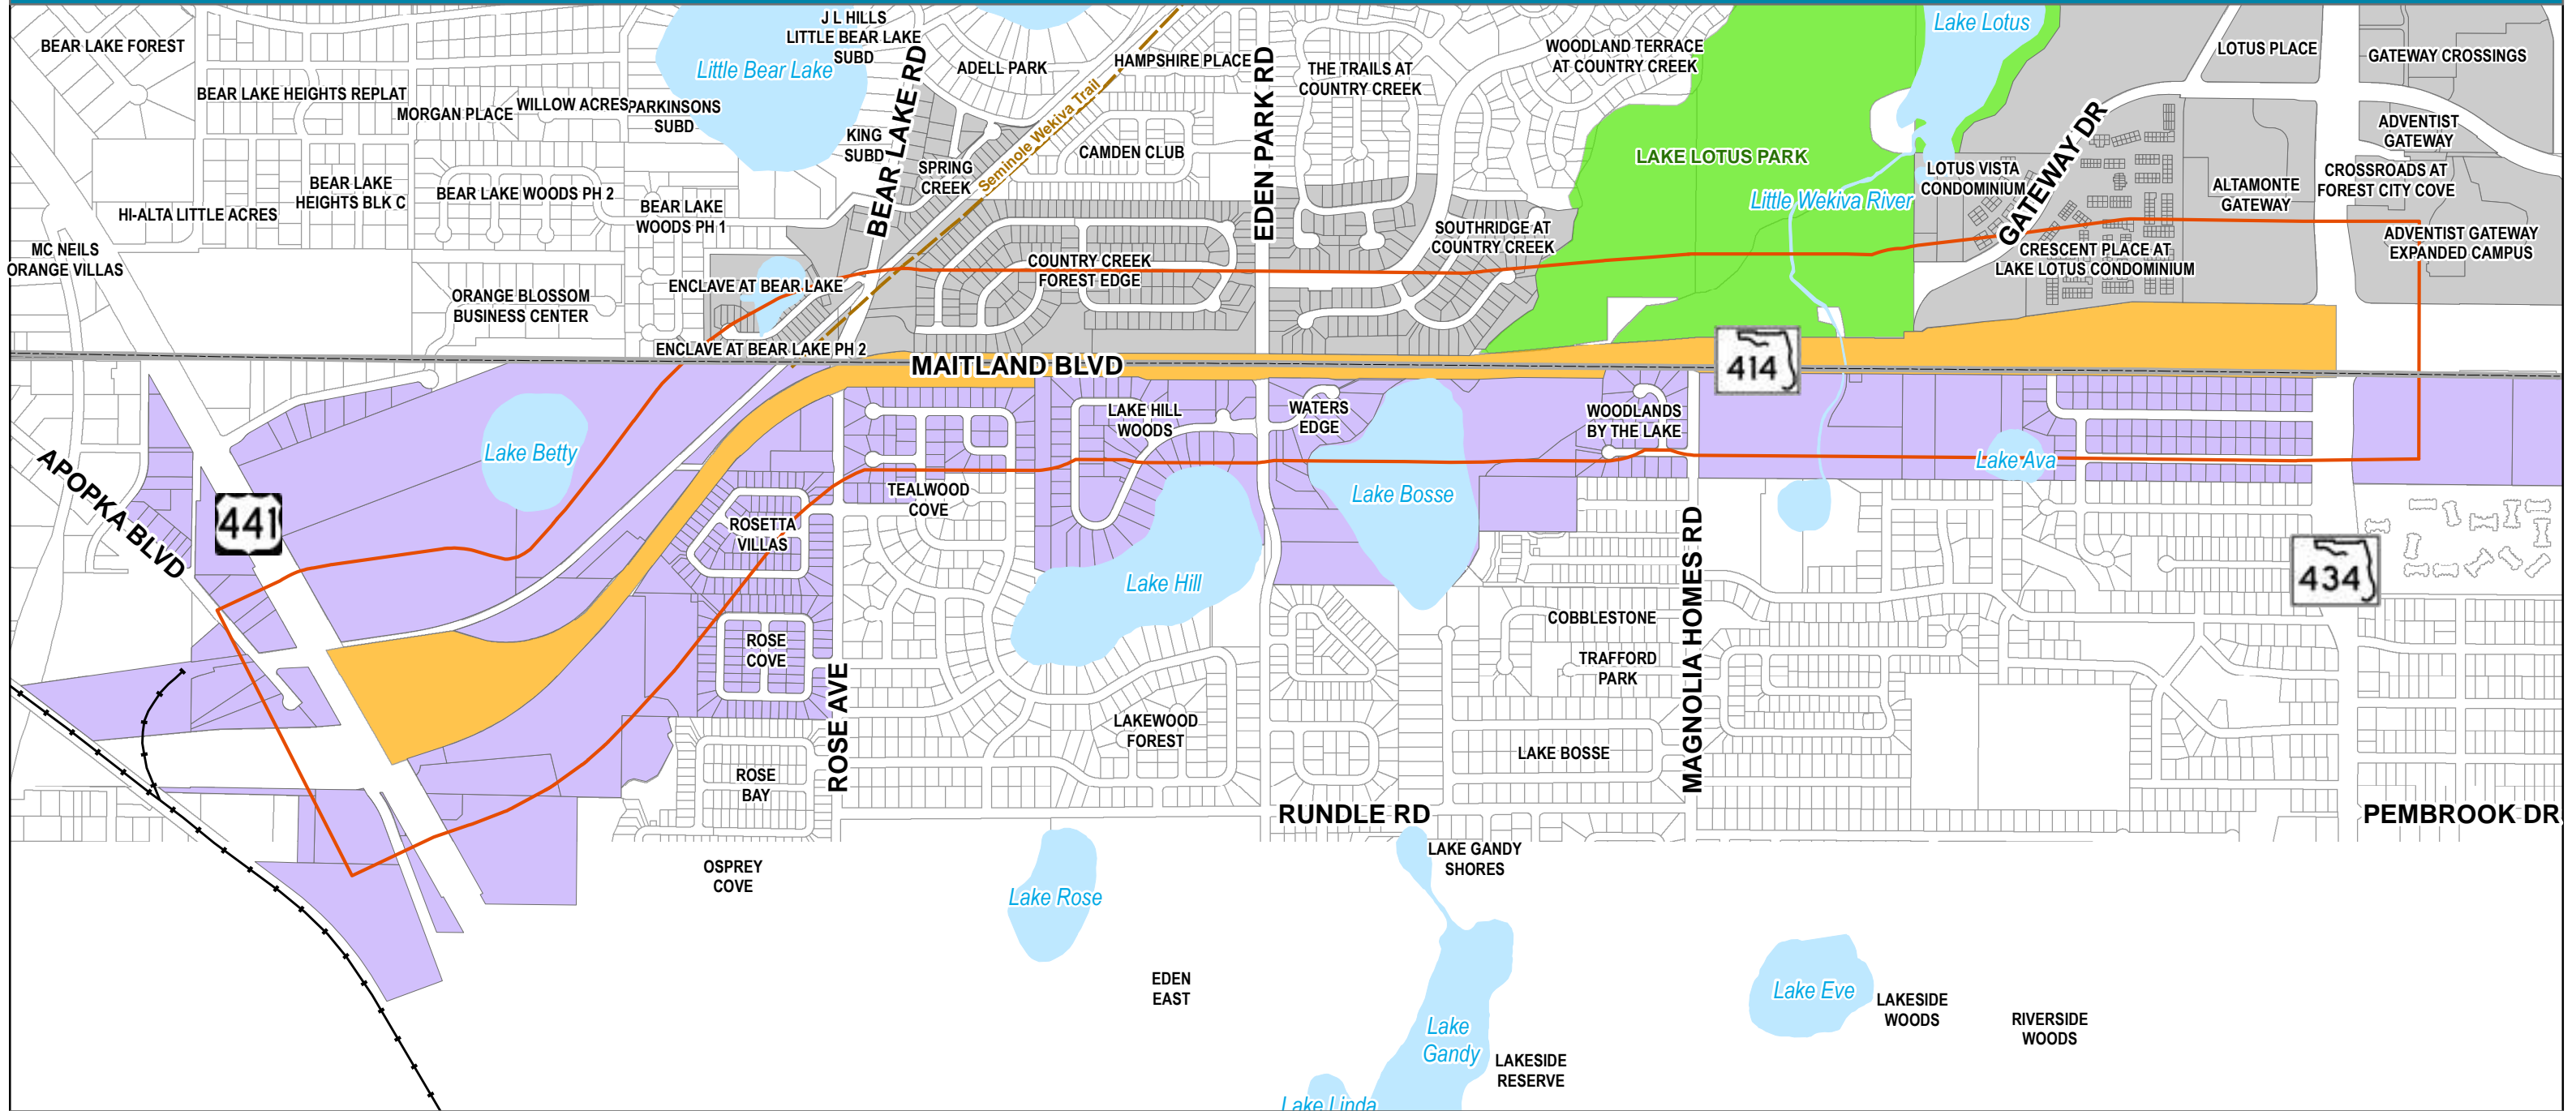 J L HILLS
LITTLE BEAR LAKE
SUBD
BEAR LAKE FOREST
Little Bear Lake
ADELL PARK
HAMPSHIRE PLACE
BEAR LAKE RD
EDEN PARK RD
THE TRAILS AT
COUNTRY CREEK
WOODLAND TERRACE
AT COUNTRY CREEK
Lake Lotus
LOTUS PLACE
GATEWAY CROSSINGS
BEAR LAKE HEIGHTS REPLAT
MORGAN PLACE
WILLOW ACRES
PARKINSONS
SUBD
KING
SUBD
SPRING
CREEK
Seminole Wekiva Trail
CAMDEN CLUB
LAKE LOTUS PARK
Little Wekiva River
LOTUS VISTA
CONDOMINIUM
GATEWAY DR
ALTAMONTE
GATEWAY
ADVENTIST
GATEWAY
CROSSROADS AT
FOREST CITY COVE
ADVENTIST GATEWAY
EXPANDED CAMPUS
HI-ALTA LITTLE ACRES
BEAR LAKE
HEIGHTS BLK C
BEAR LAKE WOODS PH 2
BEAR LAKE
WOODS PH 1
SOUTHRIDGE AT
COUNTRY CREEK
CRESCENT PLACE AT
LAKE LOTUS CONDOMINIUM
MC NEILS
ORANGE VILLAS
ORANGE BLOSSOM
BUSINESS CENTER
ENCLAVE AT BEAR LAKE
COUNTRY CREEK
FOREST EDGE
ENCLAVE AT BEAR LAKE PH 2
MAITLAND BLVD
414
Lake Betty
LAKE HILL
WOODS
WATERS
EDGE
WOODLANDS
BY THE LAKE
Lake Ava
APOPKA BLVD
441
ROSETTA
VILLAS
TEALWOOD
COVE
Lake Bosse
Lake Hill
MAGNOLIA HOMES RD
434
ROSE
COVE
ROSE AVE
COBBLESTONE
TRAFFORD
PARK
LAKEWOOD
FOREST
LAKE BOSSE
ROSE
BAY
RUNDLE RD
PEMBROOK DR
OSPREY
COVE
Lake Rose
LAKE GANDY
SHORES
EDEN
EAST
Lake
Gandy
Lake Eve
LAKESIDE
WOODS
RIVERSIDE
WOODS
LAKESIDE
RESERVE
Lake Linda